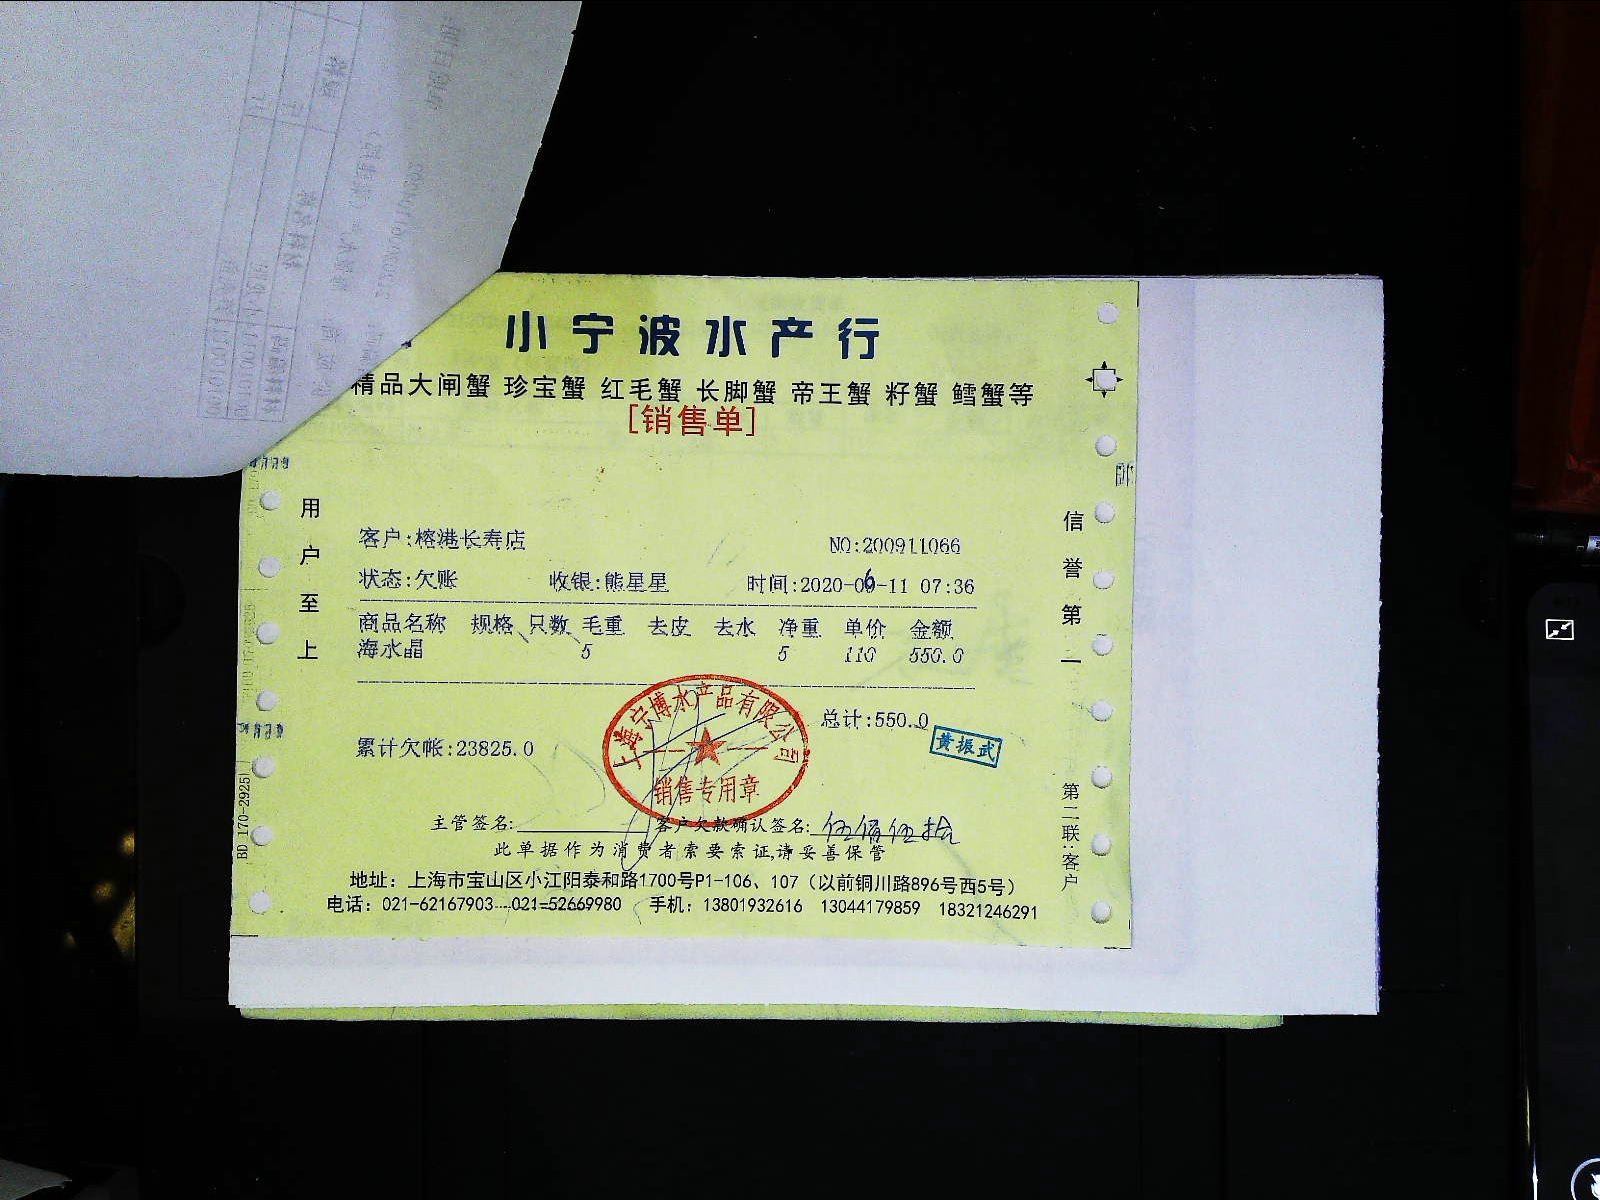 小宁波水产行
精品大闸蟹 珍宝蟹 红毛蟹 长脚蟹 帝王蟹 籽蟹 鳕蟹等
[销售单]
用户至上
信誉第一
客户:榕港长寿店 NO:200911066
状态:欠账 收银:熊星星 时间:2020-06-11 07:36
商品名称 规格 只数 毛重 去皮 去水 净重 单价 金额
海水晶 5 5 110 550.0
总计:550.0
累计欠帐:23825.0
上海宁博水产品有限公司
销售专用章
黄振武
主管签名: 客户欠款确认签名: 伍佰伍拾
此单据作为消费者索要索证,请妥善保管
地址：上海市宝山区小江阳泰和路1700号P1-106、107（以前铜川路896号西5号）
电话：021-62167903 021-52669980 手机：13801932616 13044179859 18321246291
第二联:客户
BD 170-2925